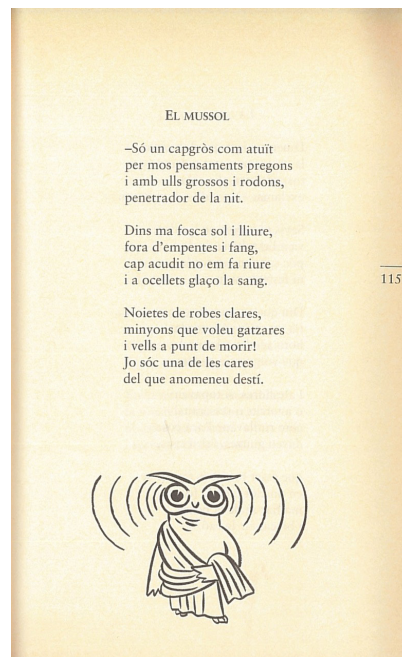 EL MUSSOL
–Só un capgròs com atuït
per mos pensaments pregons
i amb ulls grossos i rodons,
penetrador de la nit.
Dins ma fosca sol i lliure,
fora d'empentes i fang,
cap acudit no em fa riure
i a ocellets glaço la sang.
Noietes de robes clares,
minyons que voleu gatzares
i vells a punt de morir!
Jo sóc una de les cares
del que anomeneu destí.
115